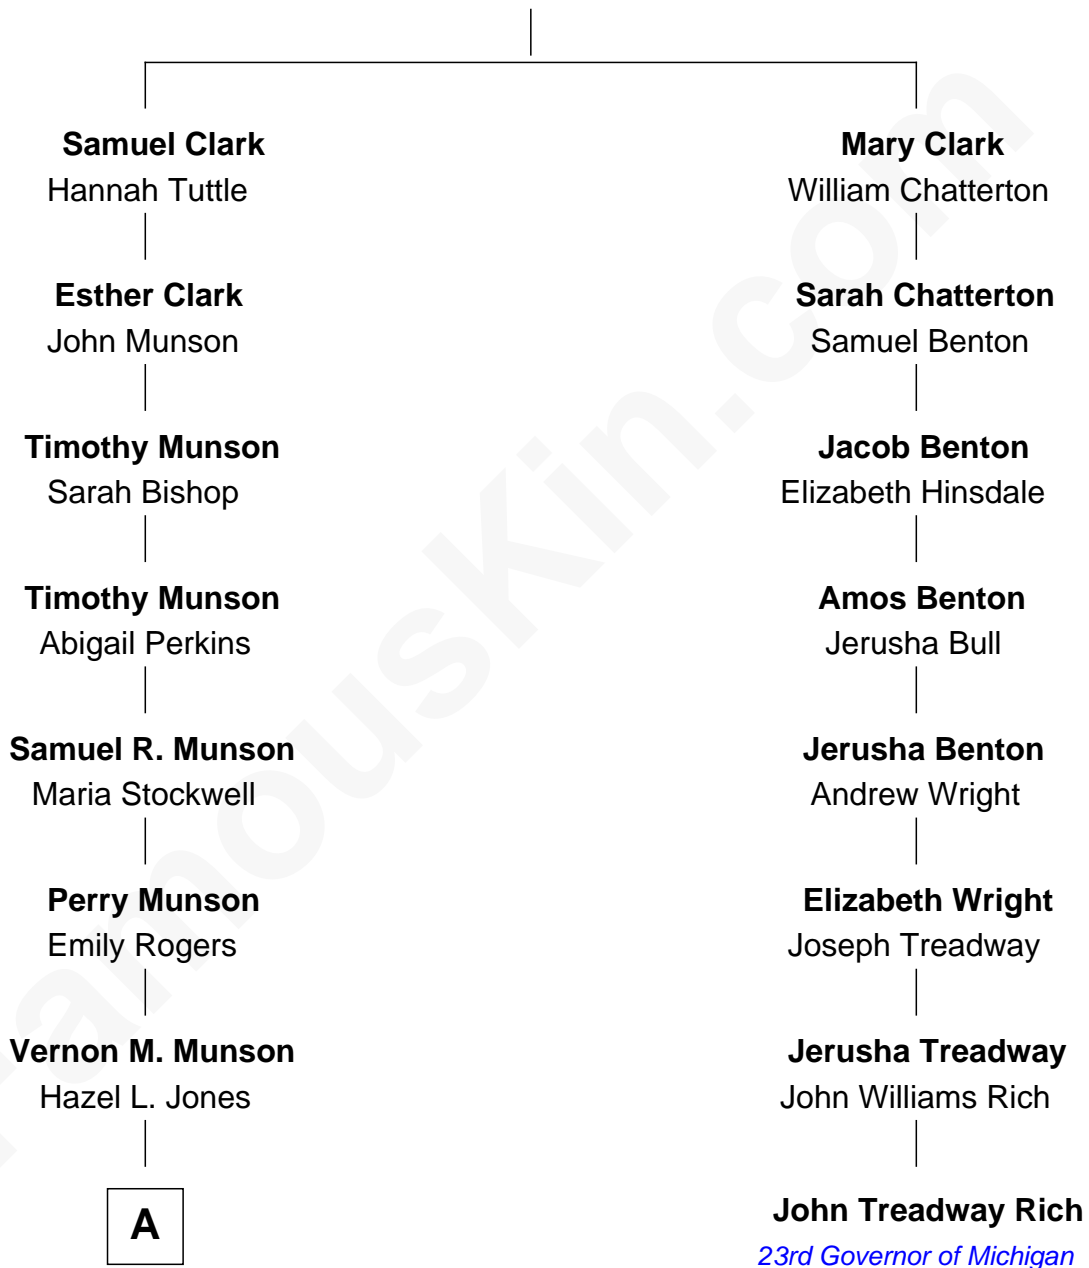 Samuel Clark
Hannah Tuttle
Mary Clark
William Chatterton
Esther Clark
John Munson
Sarah Chatterton
Samuel Benton
Timothy Munson
Sarah Bishop
Jacob Benton
Elizabeth Hinsdale
Timothy Munson
Abigail Perkins
Amos Benton
Jerusha Bull
Samuel R. Munson
Maria Stockwell
Jerusha Benton
Andrew Wright
Perry Munson
Emily Rogers
Elizabeth Wright
Joseph Treadway
Vernon M. Munson
Hazel L. Jones
Jerusha Treadway
John Williams Rich
A
John Treadway Rich
23rd Governor of Michigan
FamousKin.com